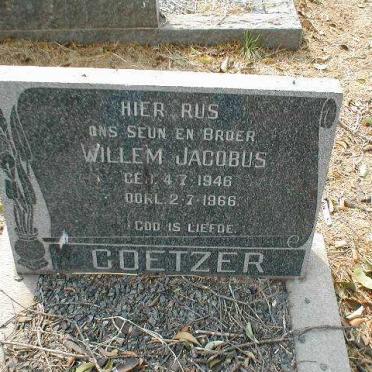 HIER RUS
ONS SEUN EN BROER
WILLEM JACOBUS
GEB. 4·7·1946
OORL. 2·7·1966
GOD IS LIEFDE.
COETZER